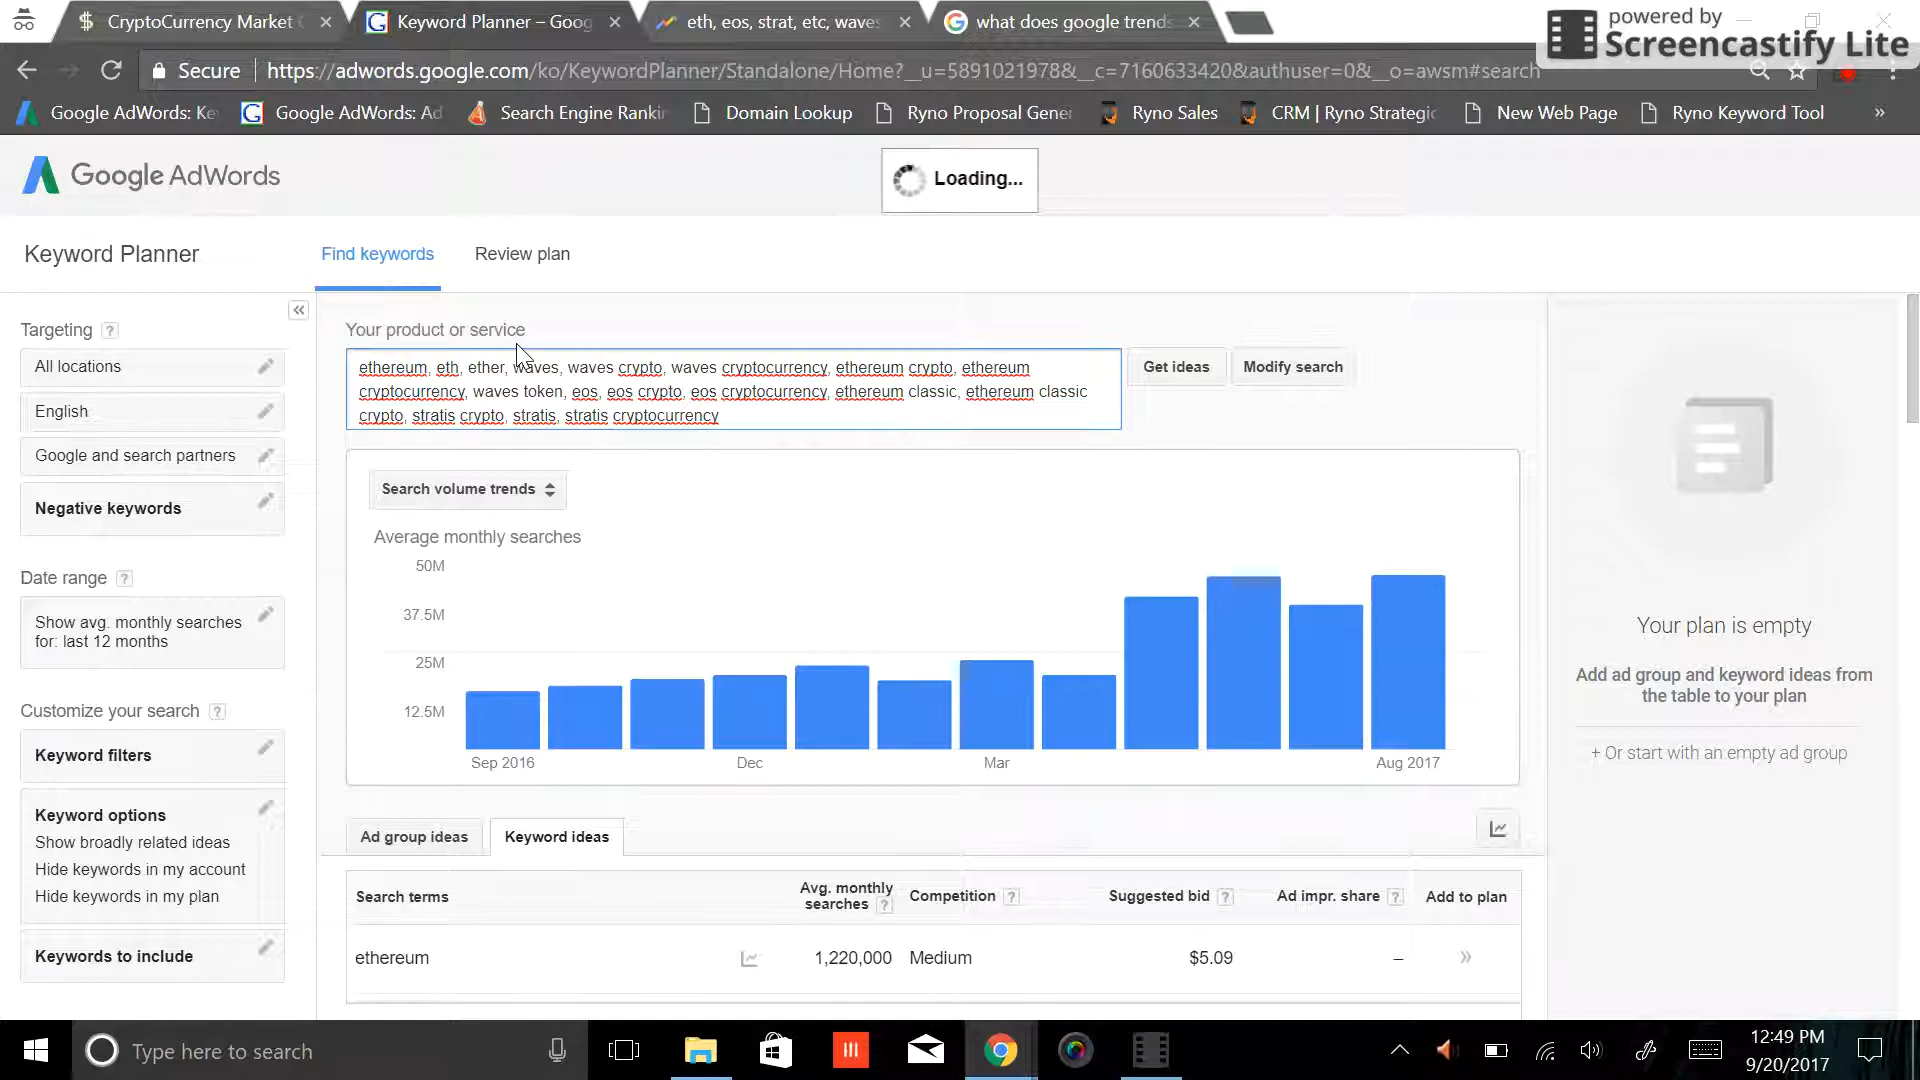 CryptoCurrency Market C
Keyword Planner – Goog
eth, eos, strat, etc, waves
what does google trends
powered by
Screencastify Lite
Secure
https://adwords.google.com/ko/KeywordPlanner/Standalone/Home?__u=5891021978&__c=7160633420&authuser=0&__o=awsm#search
Google AdWords: Ke
Google AdWords: Ad
Search Engine Rankin
Domain Lookup
Ryno Proposal Gener
Ryno Sales
CRM | Ryno Strategic
New Web Page
Ryno Keyword Tool
»
Google AdWords
Loading...
Keyword Planner
Find keywords
Review plan
Targeting ?
All locations
English
Google and search partners
Negative keywords
Date range ?
Show avg. monthly searches
for: last 12 months
Customize your search ?
Keyword filters
Keyword options
Show broadly related ideas
Hide keywords in my account
Hide keywords in my plan
Keywords to include
«
Your product or service
ethereum, eth, ether, waves, waves crypto, waves cryptocurrency, ethereum crypto, ethereum
cryptocurrency, waves token, eos, eos crypto, eos cryptocurrency, ethereum classic, ethereum classic
crypto, stratis crypto, stratis, stratis cryptocurrency
Get ideas
Modify search
Search volume trends
Average monthly searches
50M
37.5M
25M
12.5M
Sep 2016
Dec
Mar
Aug 2017
Ad group ideas
Keyword ideas
Search terms
Avg. monthly
searches ?
Competition ?
Suggested bid ?
Ad impr. share ?
Add to plan
ethereum
1,220,000
Medium
$5.09
–
»
Your plan is empty
Add ad group and keyword ideas from
the table to your plan
+ Or start with an empty ad group
Type here to search
12:49 PM
9/20/2017